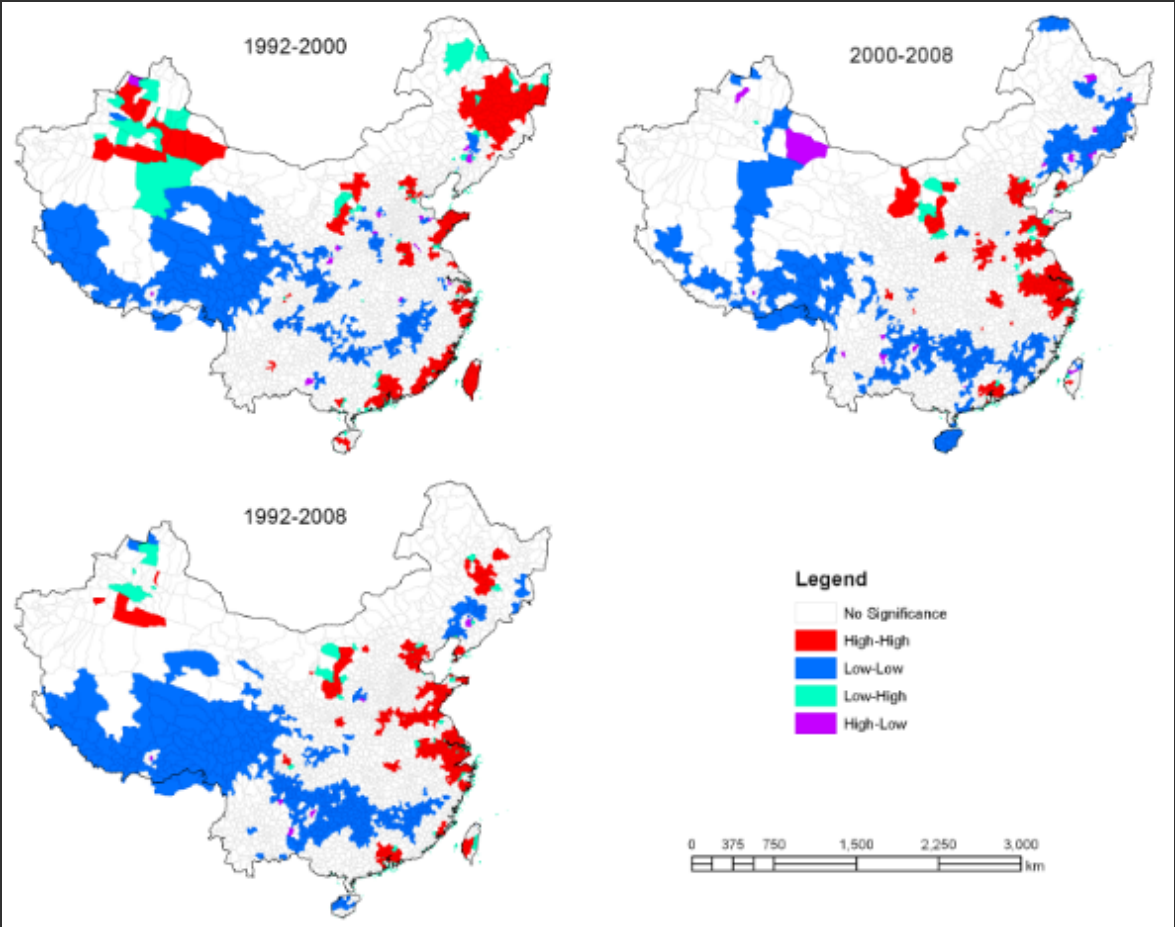 1992-2000
2000-2008
1992-2008
Legend
No Significance
High-High
Low-Low
Low-High
High-Low
0 375 750 1,500 2,250 3,000
km